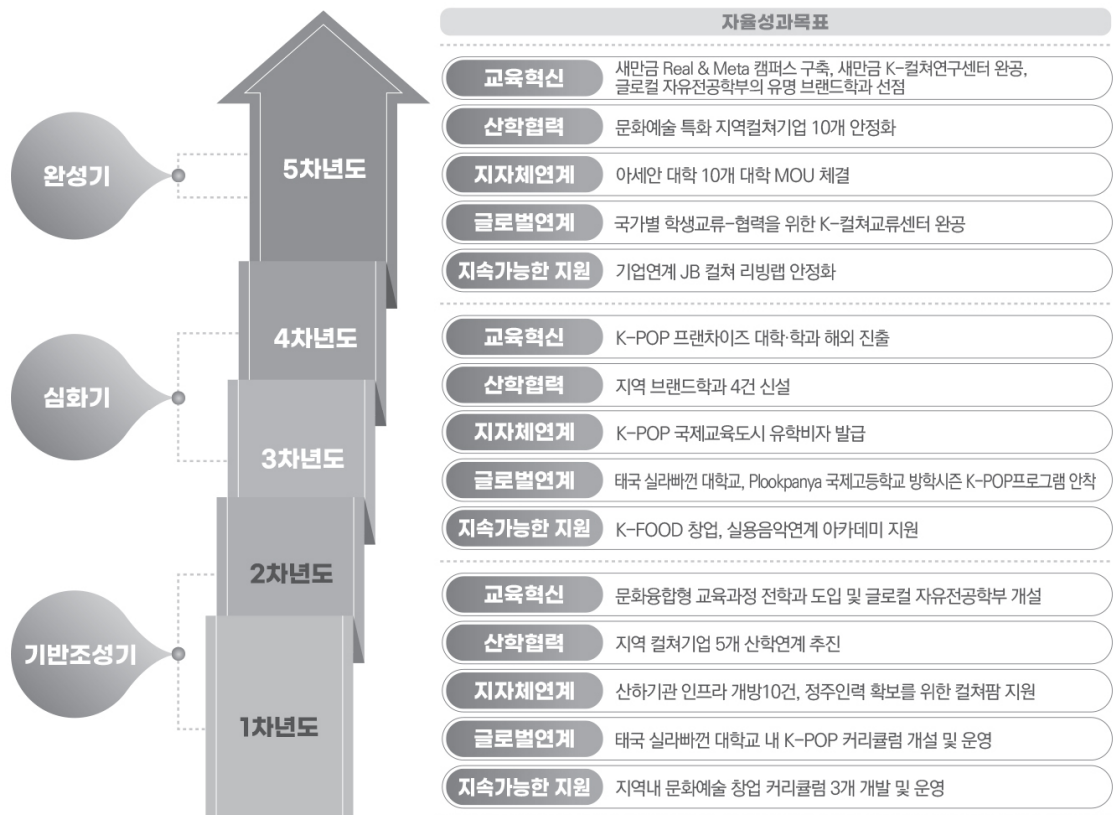 자율성과목표
완성기
5차년도
교육혁신
새만금 Real & Meta 캠퍼스 구축, 새만금 K-컬쳐연구센터 완공,
글로컬 자유전공학부의 유명 브랜드학과 선점
산학협력
문화예술 특화 지역컬쳐기업 10개 안정화
지자체연계
아세안 대학 10개 대학 MOU 체결
글로벌연계
국가별 학생교류-협력을 위한 K-컬쳐교류센터 완공
지속가능한 지원
기업연계 JB 컬쳐 리빙랩 안정화
심화기
4차년도
3차년도
교육혁신
K-POP 프랜차이즈 대학·학과 해외 진출
산학협력
지역 브랜드학과 4건 신설
지자체연계
K-POP 국제교육도시 유학비자 발급
글로벌연계
태국 실라빠껀 대학교, Plookpanya 국제고등학교 방학시즌 K-POP프로그램 안착
지속가능한 지원
K-FOOD 창업, 실용음악연계 아카데미 지원
기반조성기
2차년도
1차년도
교육혁신
문화융합형 교육과정 전학과 도입 및 글로컬 자유전공학부 개설
산학협력
지역 컬쳐기업 5개 산학연계 추진
지자체연계
산하기관 인프라 개방10건, 정주인력 확보를 위한 컬쳐팜 지원
글로벌연계
태국 실라빠껀 대학교 내 K-POP 커리큘럼 개설 및 운영
지속가능한 지원
지역내 문화예술 창업 커리큘럼 3개 개발 및 운영